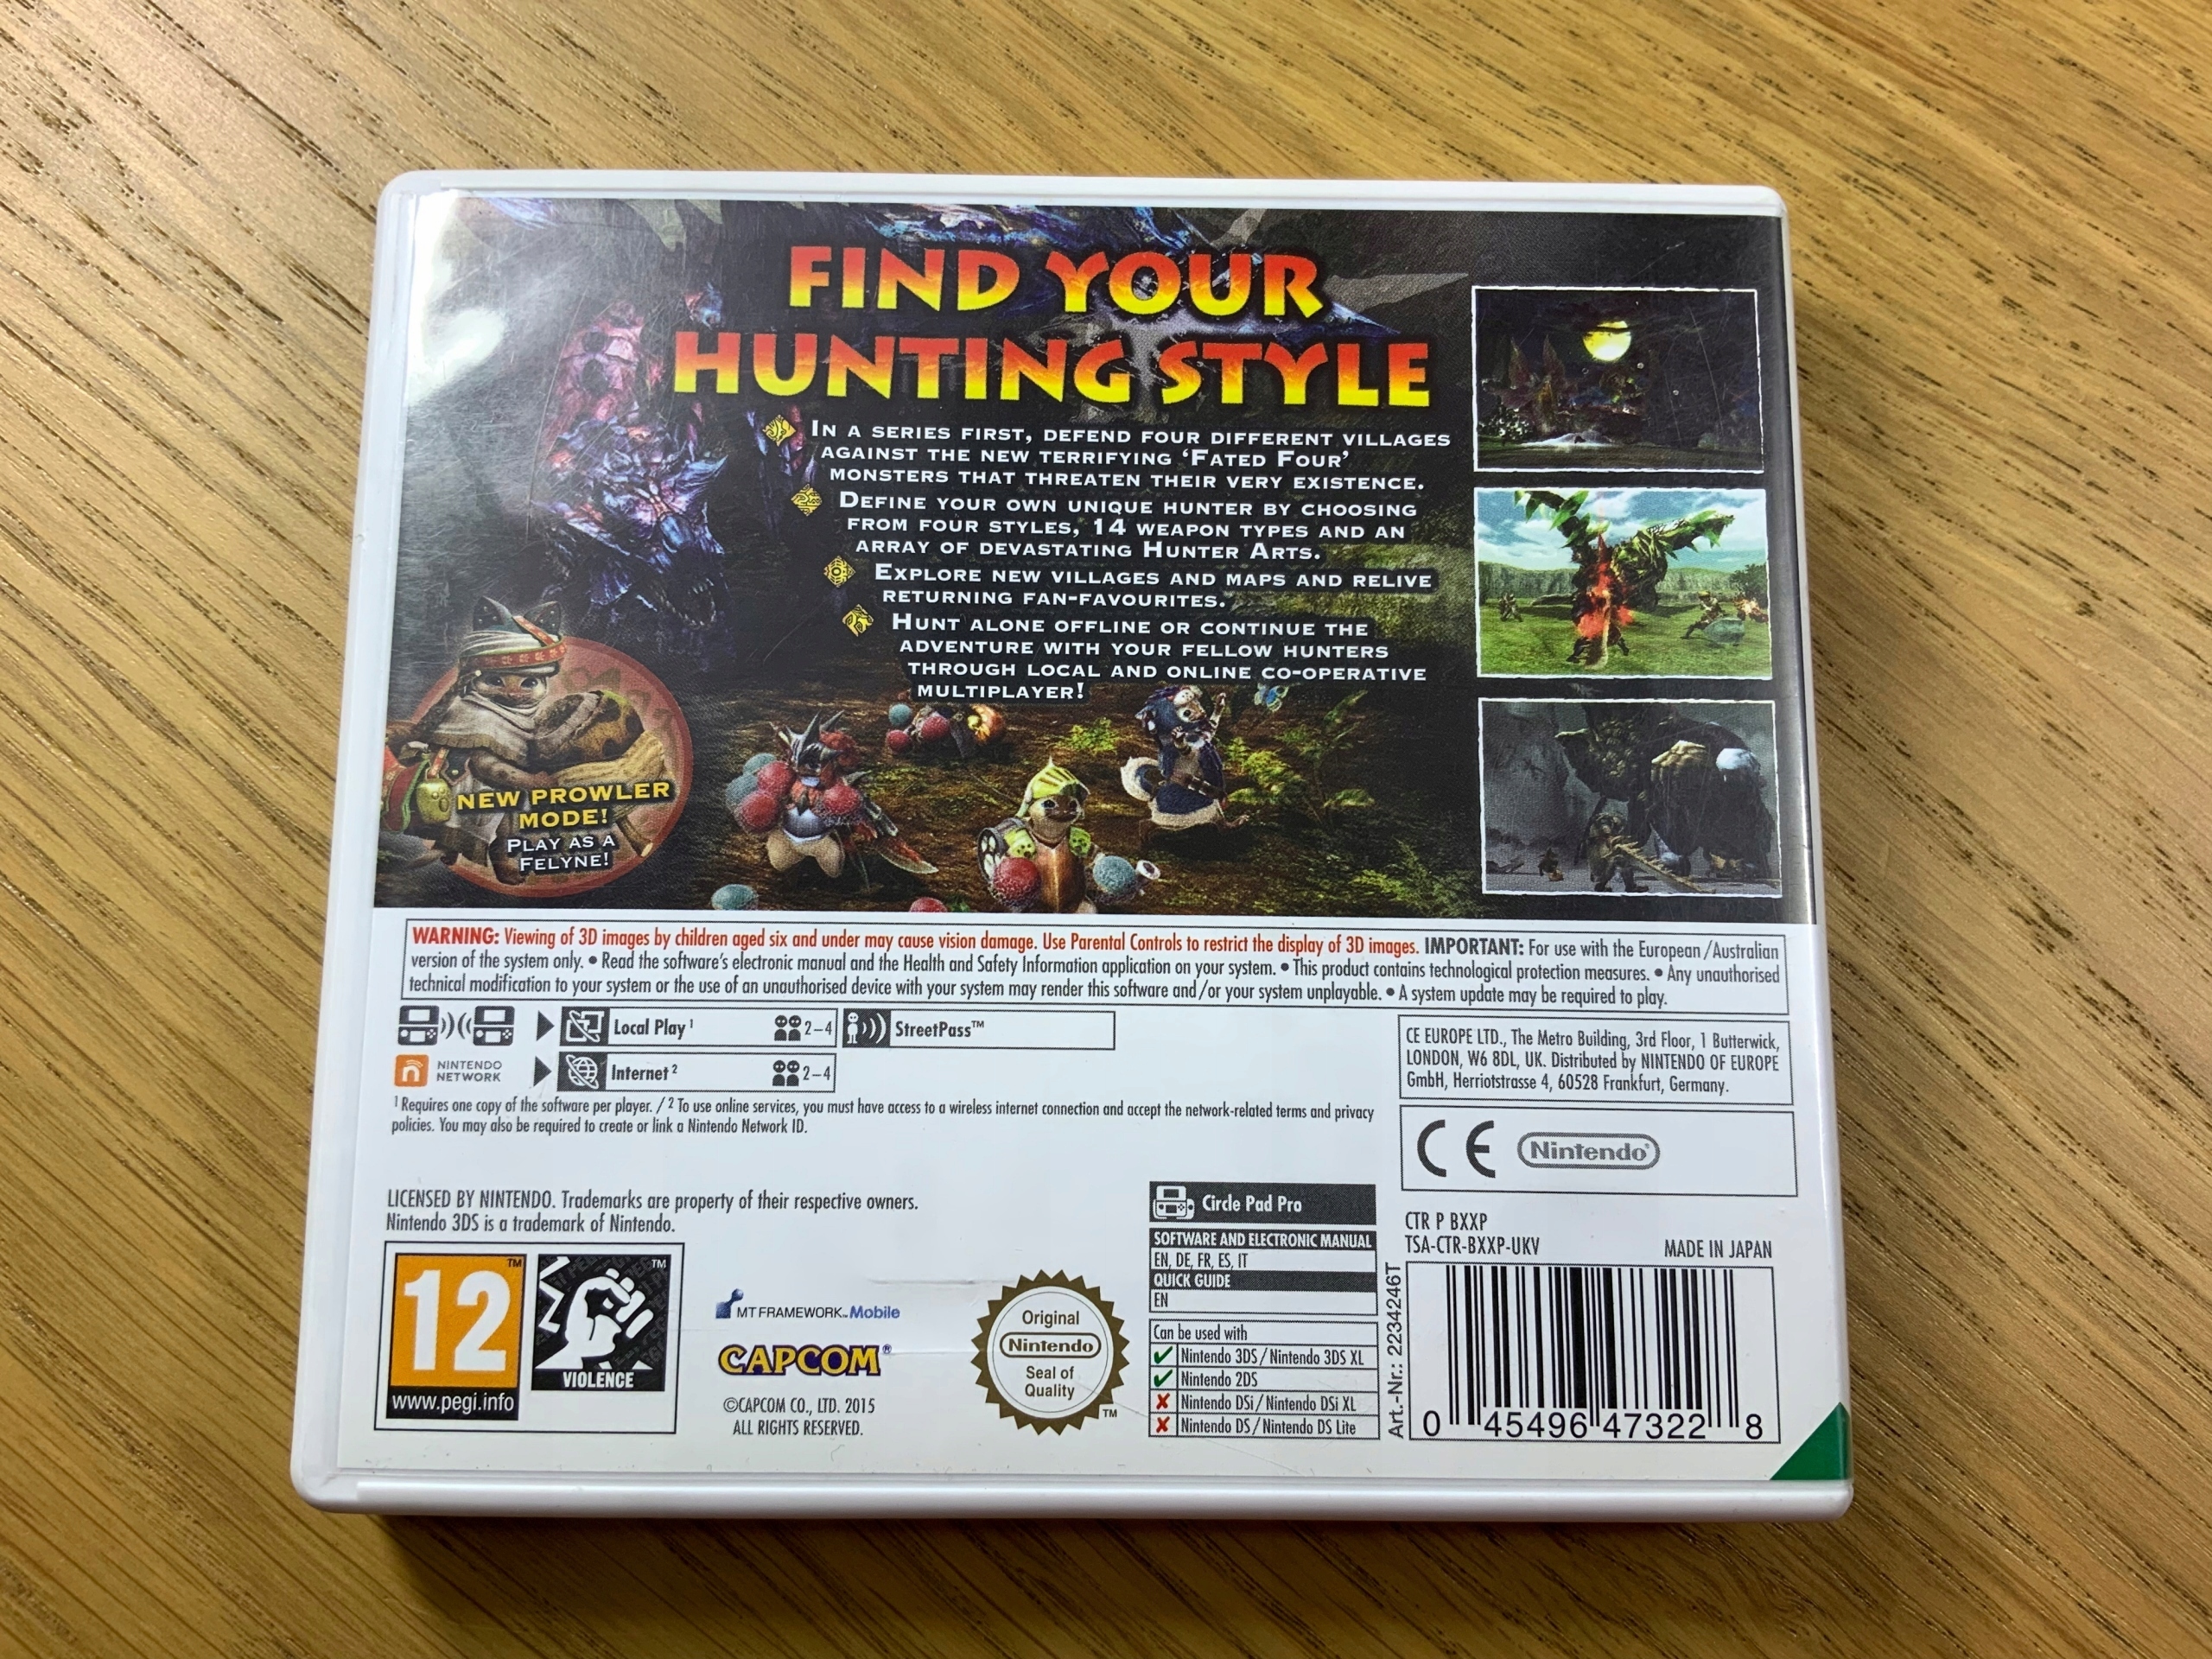 FIND YOUR
HUNTING STYLE
IN A SERIES FIRST, DEFEND FOUR DIFFERENT VILLAGES
AGAINST THE NEW TERRIFYING ‘FATED FOUR’
MONSTERS THAT THREATEN THEIR VERY EXISTENCE.
DEFINE YOUR OWN UNIQUE HUNTER BY CHOOSING
FROM FOUR STYLES, 14 WEAPON TYPES AND AN
ARRAY OF DEVASTATING HUNTER ARTS.
EXPLORE NEW VILLAGES AND MAPS AND RELIVE
RETURNING FAN-FAVOURITES.
HUNT ALONE OFFLINE OR CONTINUE THE
ADVENTURE WITH YOUR FELLOW HUNTERS
THROUGH LOCAL AND ONLINE CO-OPERATIVE
MULTIPLAYER!
NEW PROWLER
MODE!
PLAY AS A
FELYNE!
WARNING: Viewing of 3D images by children aged six and under may cause vision damage. Use Parental Controls to restrict the display of 3D images. IMPORTANT: For use with the European/Australian
version of the system only. • Read the software's electronic manual and the Health and Safety Information application on your system. • This product contains technological protection measures. • Any unauthorised
technical modification to your system or the use of an unauthorised device with your system may render this software and/or your system unplayable. • A system update may be required to play.
Local Play¹ 2–4 StreetPass™
NINTENDO
NETWORK
Internet² 2–4
¹ Requires one copy of the software per player. / ² To use online services, you must have access to a wireless internet connection and accept the network-related terms and privacy
policies. You may also be required to create or link a Nintendo Network ID.
CE EUROPE LTD., The Metro Building, 3rd Floor, 1 Butterwick,
LONDON, W6 8DL, UK. Distributed by NINTENDO OF EUROPE
GmbH, Herriotstrasse 4, 60528 Frankfurt, Germany.
CE Nintendo®
LICENSED BY NINTENDO. Trademarks are property of their respective owners.
Nintendo 3DS is a trademark of Nintendo.
12™
www.pegi.info
™
VIOLENCE
MT FRAMEWORK™ Mobile
CAPCOM®
©CAPCOM CO., LTD. 2015
ALL RIGHTS RESERVED.
Original
Nintendo
Seal of
Quality
™
Circle Pad Pro
SOFTWARE AND ELECTRONIC MANUAL
EN, DE, FR, ES, IT
QUICK GUIDE
EN
Can be used with
Nintendo 3DS/Nintendo 3DS XL
Nintendo 2DS
Nintendo DSi/Nintendo DSi XL
Nintendo DS/Nintendo DS Lite
CTR P BXXP
TSA-CTR-BXXP-UKV
MADE IN JAPAN
Art.-Nr.: 2234246T
0 45496 47322 8